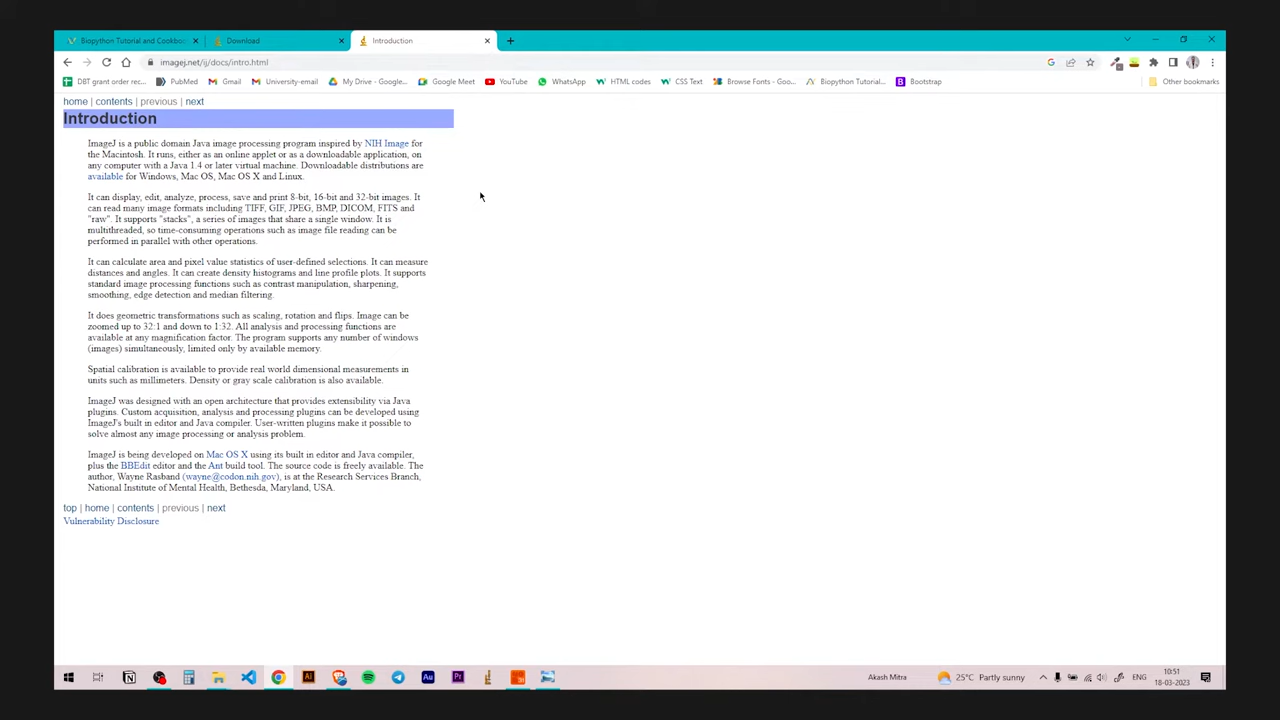 Biopython Tutorial and Cookboo
Download
Introduction
imagej.net/ij/docs/intro.html
DBT grant order rec...
PubMed
Gmail
University-email
My Drive - Google...
Google Meet
YouTube
WhatsApp
HTML codes
CSS Text
Browse Fonts - Goo...
Biopython Tutorial...
Bootstrap
Other bookmarks
home | contents | previous | next
Introduction
ImageJ is a public domain Java image processing program inspired by NIH Image for
the Macintosh. It runs, either as an online applet or as a downloadable application, on
any computer with a Java 1.4 or later virtual machine. Downloadable distributions are
available for Windows, Mac OS, Mac OS X and Linux.
It can display, edit, analyze, process, save and print 8-bit, 16-bit and 32-bit images. It
can read many image formats including TIFF, GIF, JPEG, BMP, DICOM, FITS and
"raw". It supports "stacks", a series of images that share a single window. It is
multithreaded, so time-consuming operations such as image file reading can be
performed in parallel with other operations.
It can calculate area and pixel value statistics of user-defined selections. It can measure
distances and angles. It can create density histograms and line profile plots. It supports
standard image processing functions such as contrast manipulation, sharpening,
smoothing, edge detection and median filtering.
It does geometric transformations such as scaling, rotation and flips. Image can be
zoomed up to 32:1 and down to 1:32. All analysis and processing functions are
available at any magnification factor. The program supports any number of windows
(images) simultaneously, limited only by available memory.
Spatial calibration is available to provide real world dimensional measurements in
units such as millimeters. Density or gray scale calibration is also available.
ImageJ was designed with an open architecture that provides extensibility via Java
plugins. Custom acquisition, analysis and processing plugins can be developed using
ImageJ's built in editor and Java compiler. User-written plugins make it possible to
solve almost any image processing or analysis problem.
ImageJ is being developed on Mac OS X using its built in editor and Java compiler,
plus the BBEdit editor and the Ant build tool. The source code is freely available. The
author, Wayne Rasband (wayne@codon.nih.gov), is at the Research Services Branch,
National Institute of Mental Health, Bethesda, Maryland, USA.
top | home | contents | previous | next
Vulnerability Disclosure
Ai
Au
Pr
Akash Mitra
25°C Partly sunny
ENG
10:51
18-03-2023